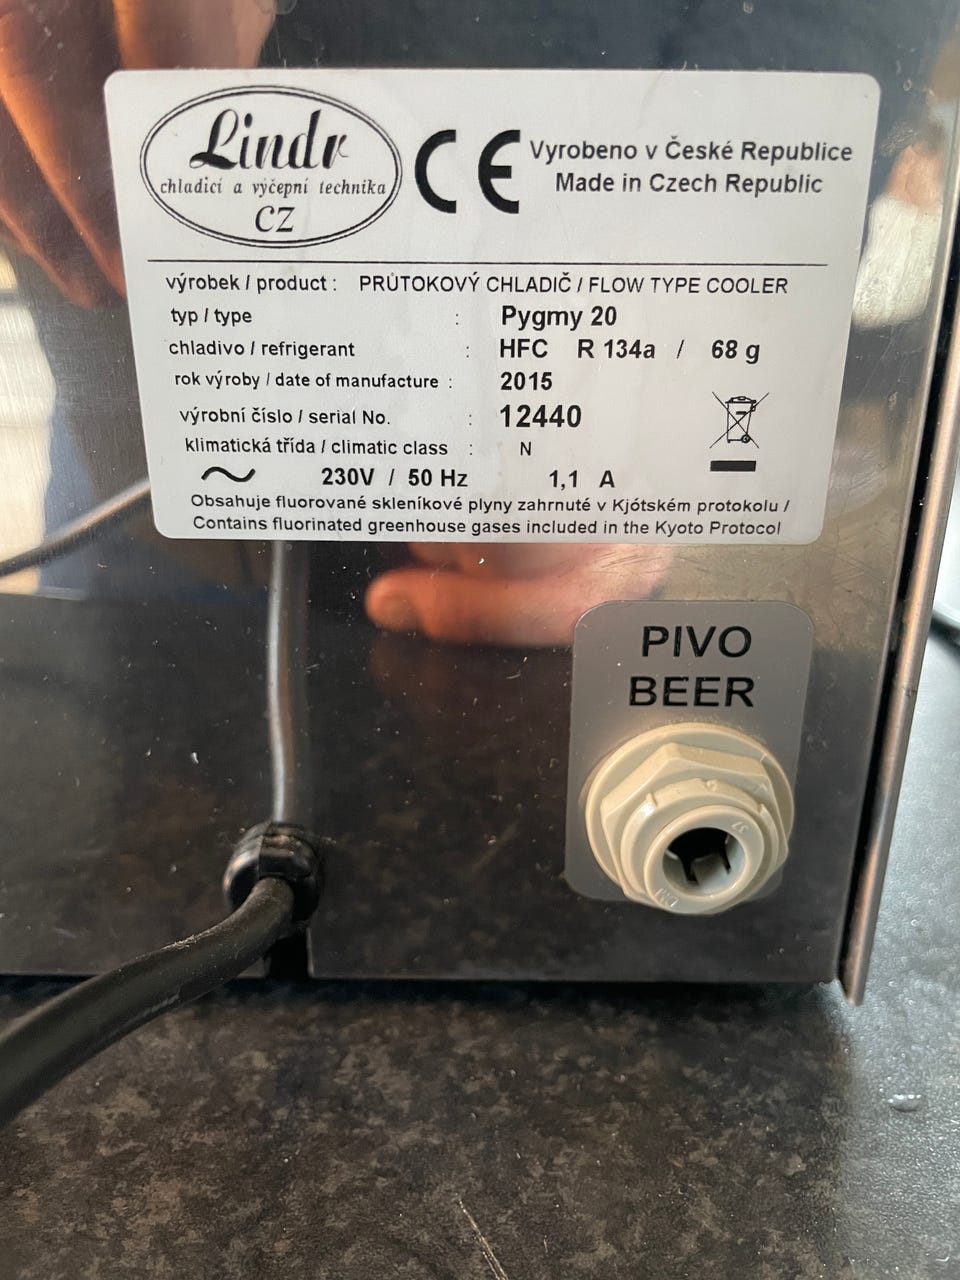 Lindr
chladicí a výčepní technika
CZ
CE
Vyrobeno v České Republice
Made in Czech Republic
výrobek / product : PRŮTOKOVÝ CHLADIČ / FLOW TYPE COOLER
typ / type : Pygmy 20
chladivo / refrigerant : HFC R 134a / 68 g
rok výroby / date of manufacture : 2015
výrobní číslo / serial No. : 12440
klimatická třída / climatic class : N
230V / 50 Hz 1,1 A
Obsahuje fluorované skleníkové plyny zahrnuté v Kjótském protokolu /
Contains fluorinated greenhouse gases included in the Kyoto Protocol
PIVO
BEER